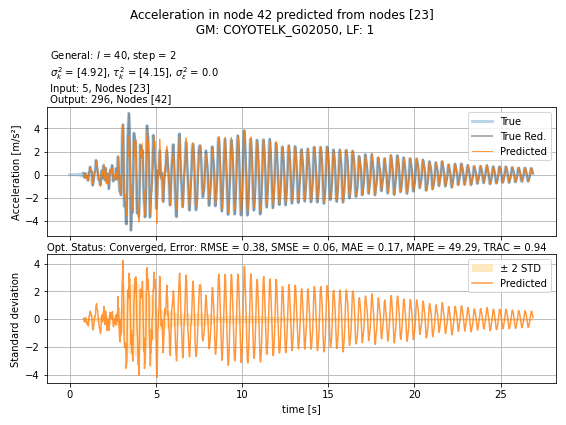 Acceleration in node 42 predicted from nodes [23]
GM: COYOTELK_G02050, LF: 1
General: l = 40, step = 2
σ²ₖ = [4.92], τ²ₖ = [4.15], σ²ₑ = 0.0
Input: 5, Nodes [23]
Output: 296, Nodes [42]
Acceleration [m/s²]
4
2
0
−2
−4
True
True Red.
Predicted
Opt. Status: Converged, Error: RMSE = 0.38, SMSE = 0.06, MAE = 0.17, MAPE = 49.29, TRAC = 0.94
Standard deviation
4
2
0
−2
−4
± 2 STD
Predicted
0 5 10 15 20 25
time [s]